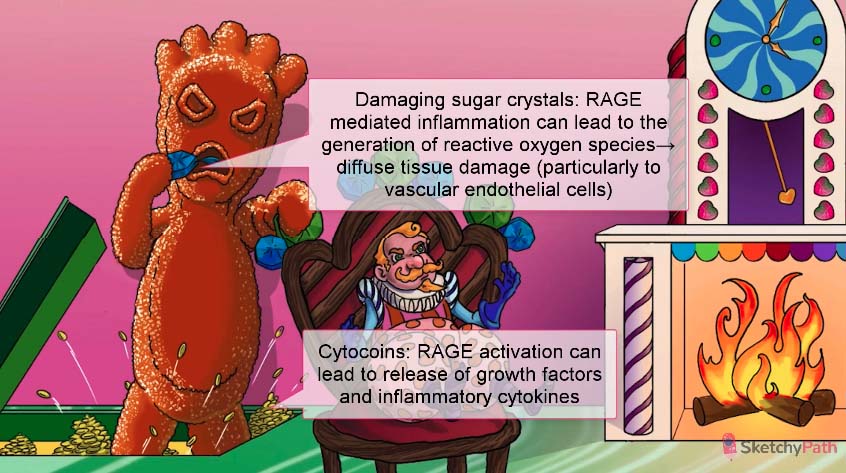 Damaging sugar crystals: RAGE
mediated inflammation can lead to the
generation of reactive oxygen species→
diffuse tissue damage (particularly to
vascular endothelial cells)
Cytocoins: RAGE activation can
lead to release of growth factors
and inflammatory cytokines
SketchyPath